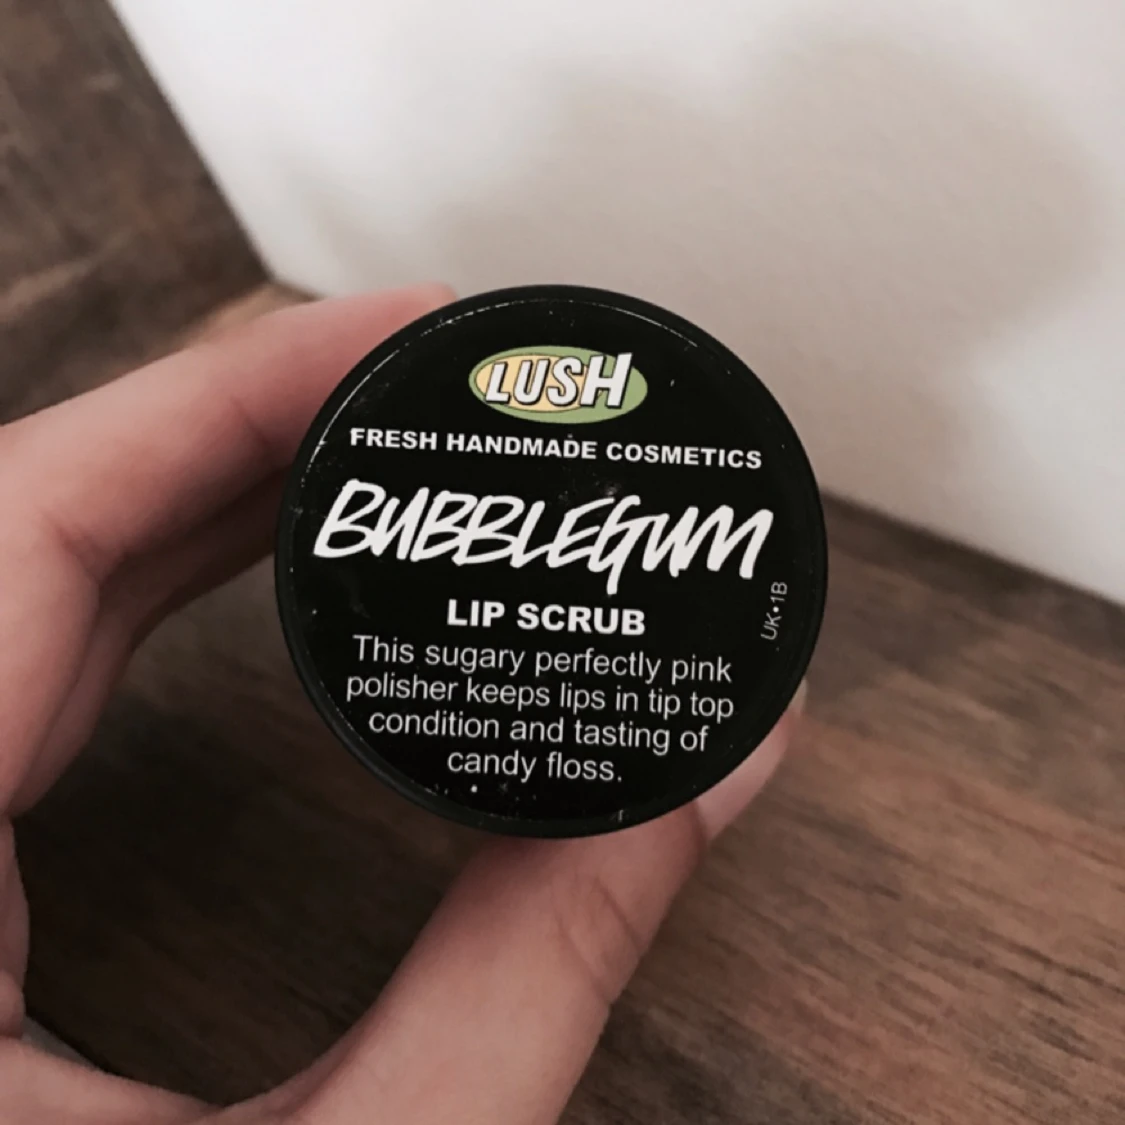 LUSH
FRESH HANDMADE COSMETICS
BUBBLEGUM
LIP SCRUB
This sugary perfectly pink
polisher keeps lips in tip top
condition and tasting of
candy floss.
UK•1B